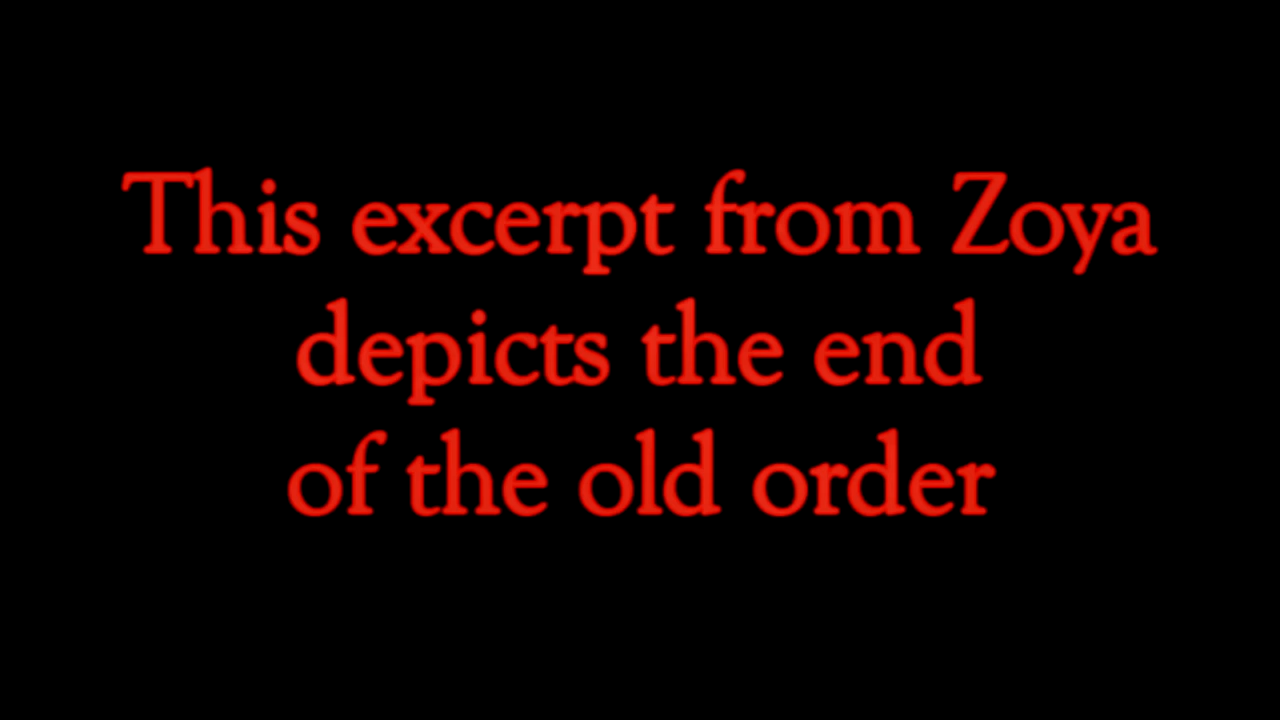 This excerpt from Zoya
depicts the end
of the old order